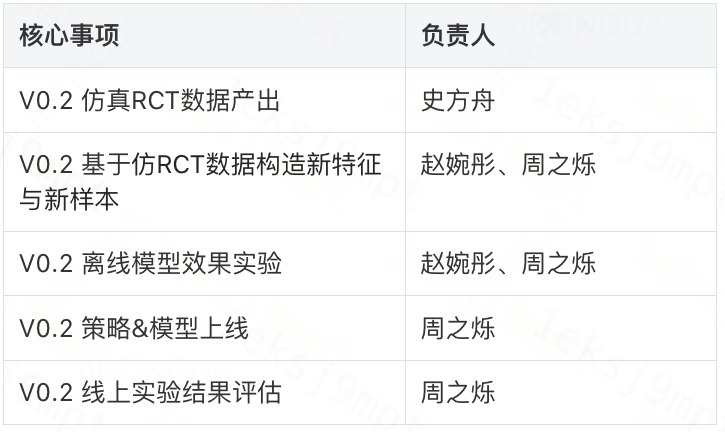 核心事项 负责人
V0.2 仿真RCT数据产出 史方舟
V0.2 基于仿RCT数据构造新特征 赵婉彤、周之烁
与新样本
V0.2 离线模型效果实验 赵婉彤、周之烁
V0.2 策略&模型上线 周之烁
V0.2 线上实验结果评估 周之烁